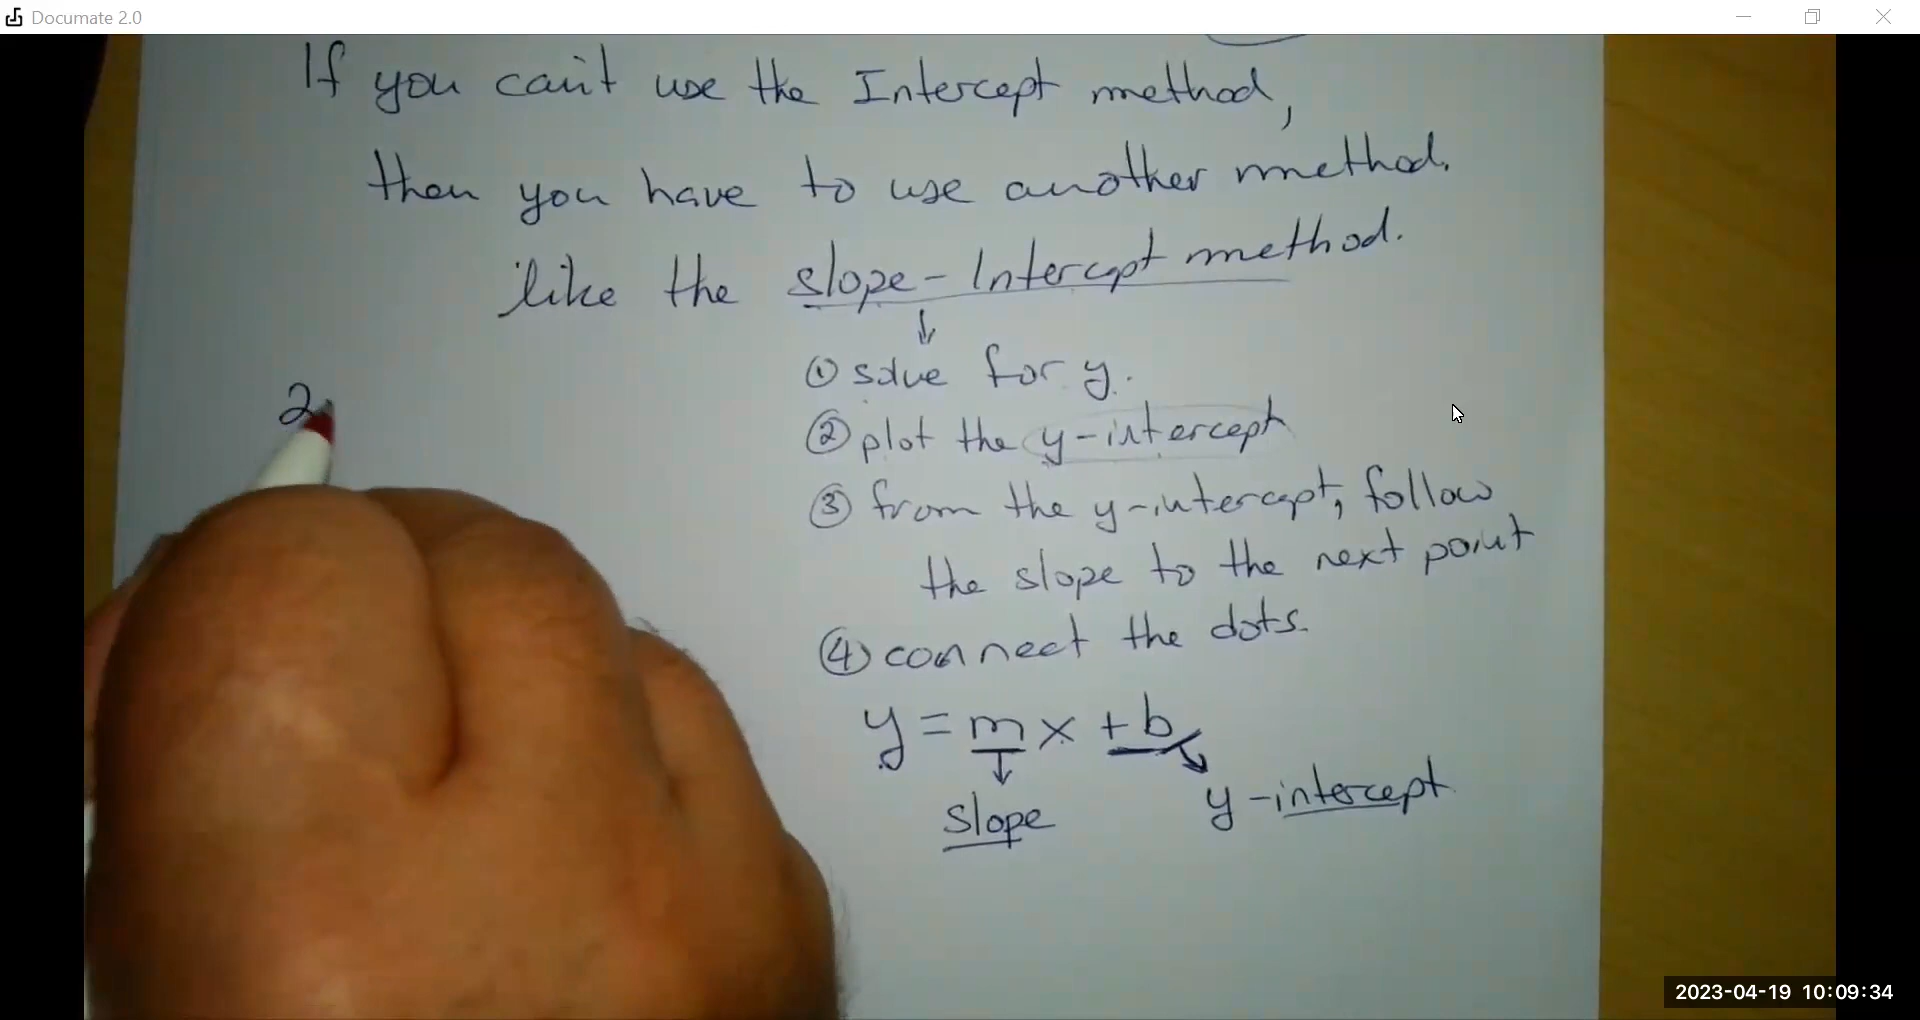 Documate 2.0
If you can't use the Intercept method,
then you have to use another method.
like the slope - Intercept method.
① solve for y.
2
② plot the y-intercept
③ from the y-intercept, follow
the slope to the next point
④ connect the dots.
y = mx + b
slope
y - intercept
2023-04-19 10:09:34